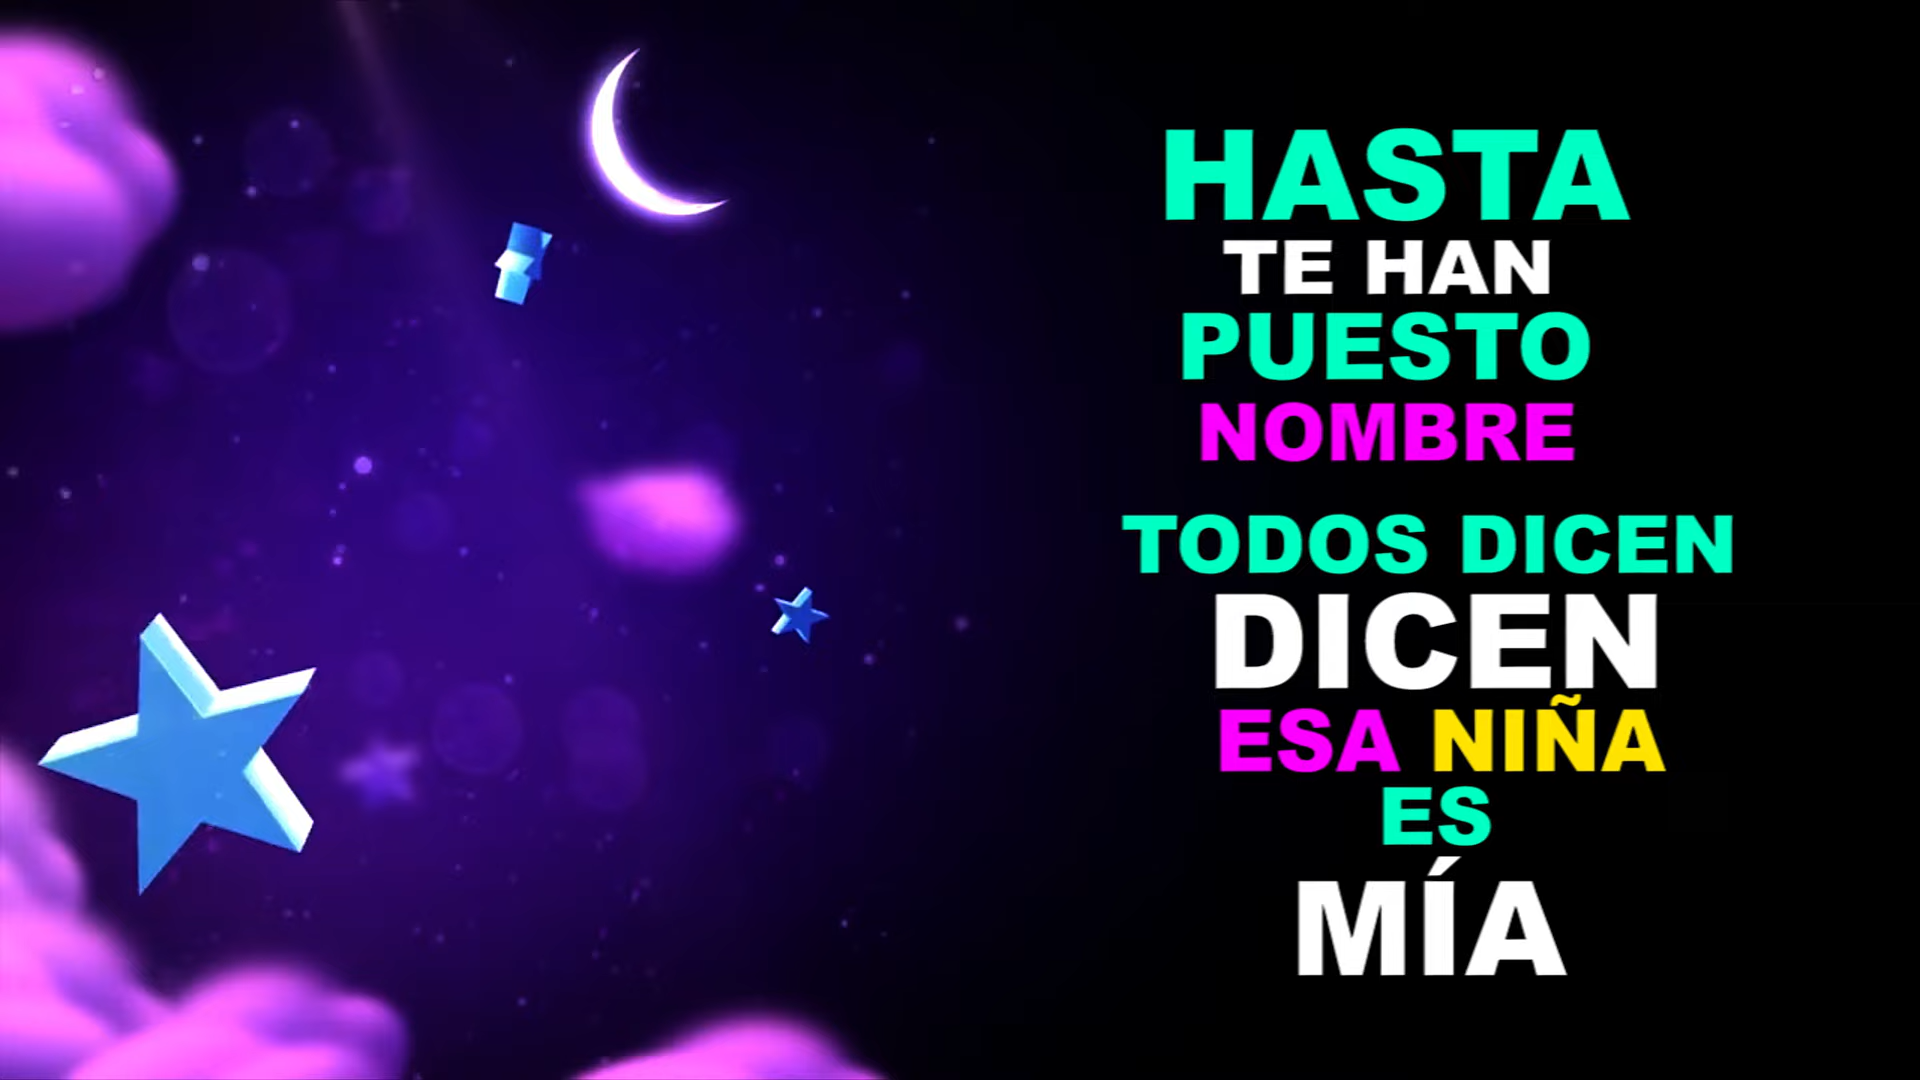 HASTA
TE HAN
PUESTO
NOMBRE
TODOS DICEN
DICEN
ESA NIÑA
ES
MÍA